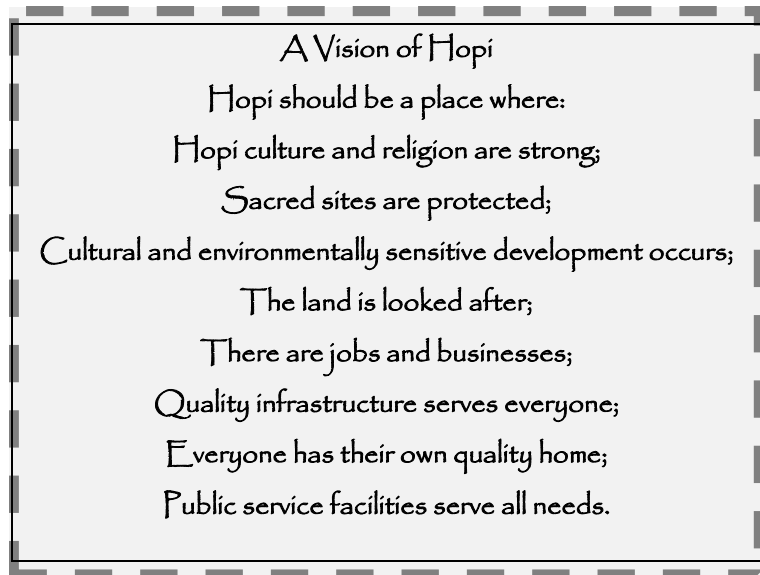 A Vision of Hopi
Hopi should be a place where:
Hopi culture and religion are strong;
Sacred sites are protected;
Cultural and environmentally sensitive development occurs;
The land is looked after;
There are jobs and businesses;
Quality infrastructure serves everyone;
Everyone has their own quality home;
Public service facilities serve all needs.